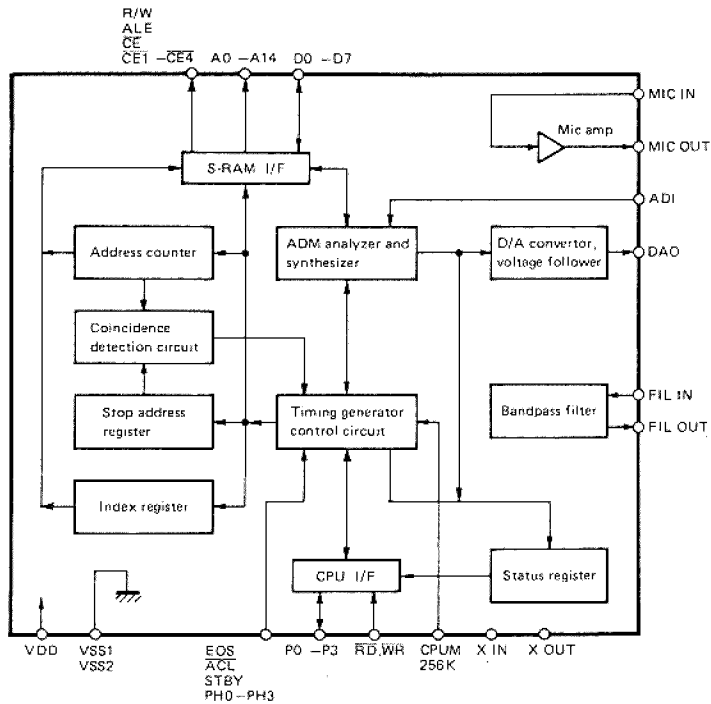 R/W
ALE
CE
CE1 -CE4 A0 -A14 D0 -D7
MIC IN
Mic amp
MIC OUT
S-RAM I/F
ADI
Address counter
ADM analyzer and
synthesizer
D/A convertor,
voltage follower
DAO
Coincidence
detection circuit
Stop address
register
Timing generator
control circuit
Bandpass filter
FIL IN
FIL OUT
Index register
CPU I/F
Status register
VDD
VSS1
VSS2
EOS
ACL
STBY
PH0-PH3
P0 -P3
RD,WR
CPUM
256K
X IN
X OUT